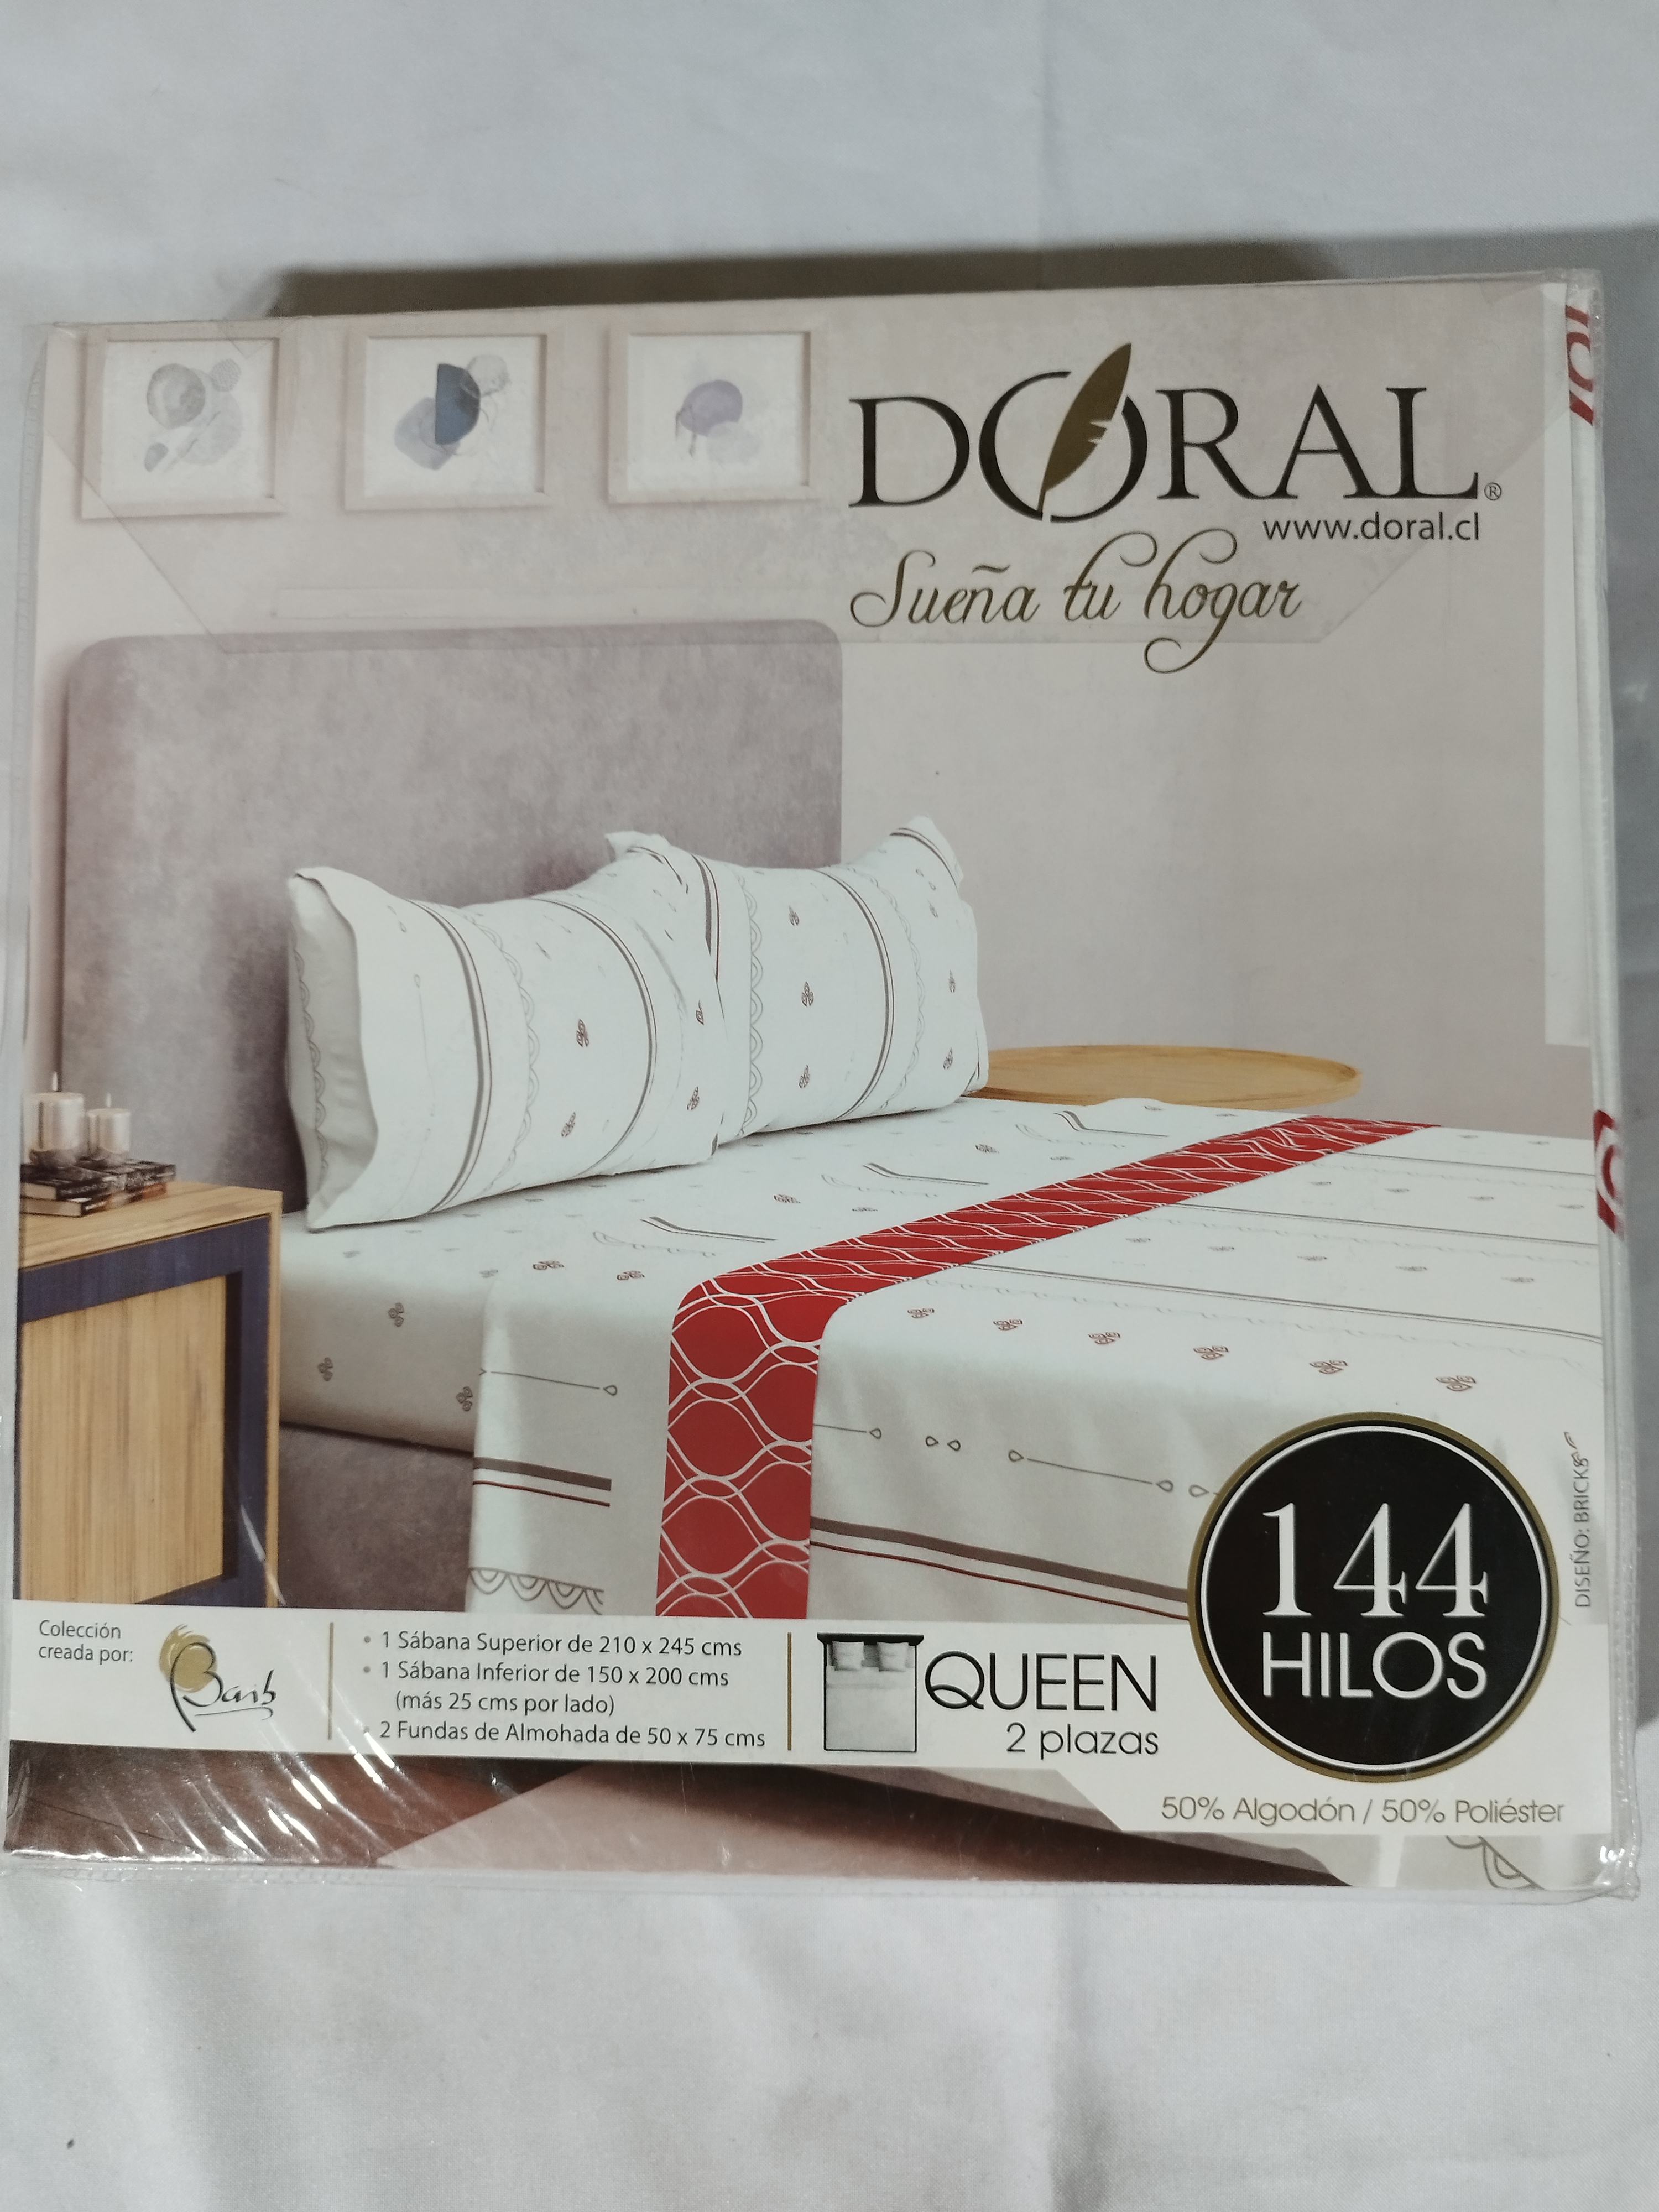 DORAL®
www.doral.cl
Sueña tu hogar
144
HILOS
DISEÑO: BRICKS
Colección
creada por:
Barb
• 1 Sábana Superior de 210 x 245 cms
• 1 Sábana Inferior de 150 x 200 cms
(más 25 cms por lado)
• 2 Fundas de Almohada de 50 x 75 cms
QUEEN
2 plazas
50% Algodón / 50% Poliéster